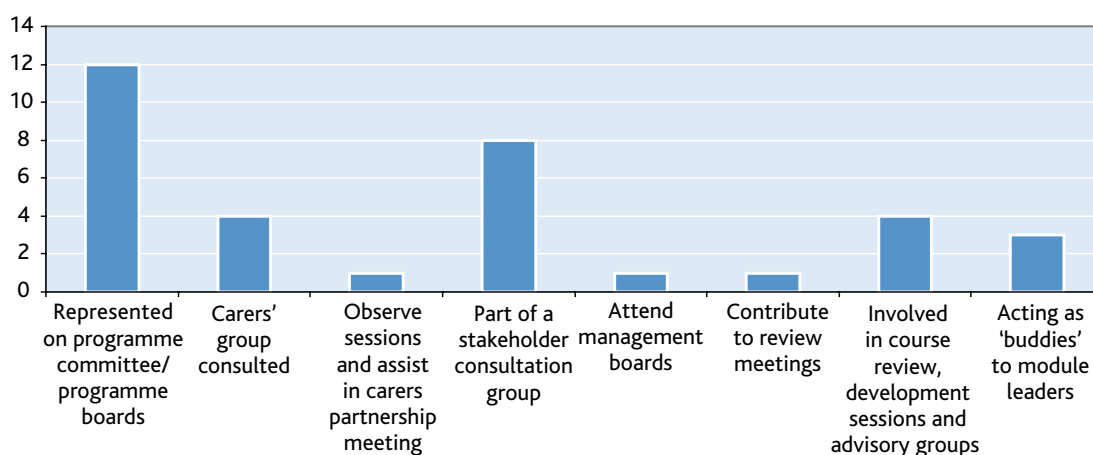 14
12
10
8
6
4
2
0
Represented
on programme
committee/
programme
boards
Carers’
group
consulted
Observe
sessions
and assist
in carers
partnership
meeting
Part of a
stakeholder
consultation
group
Attend
management
boards
Contribute
to review
meetings
Involved
in course
review,
development
sessions and
advisory groups
Acting as
‘buddies’
to module
leaders